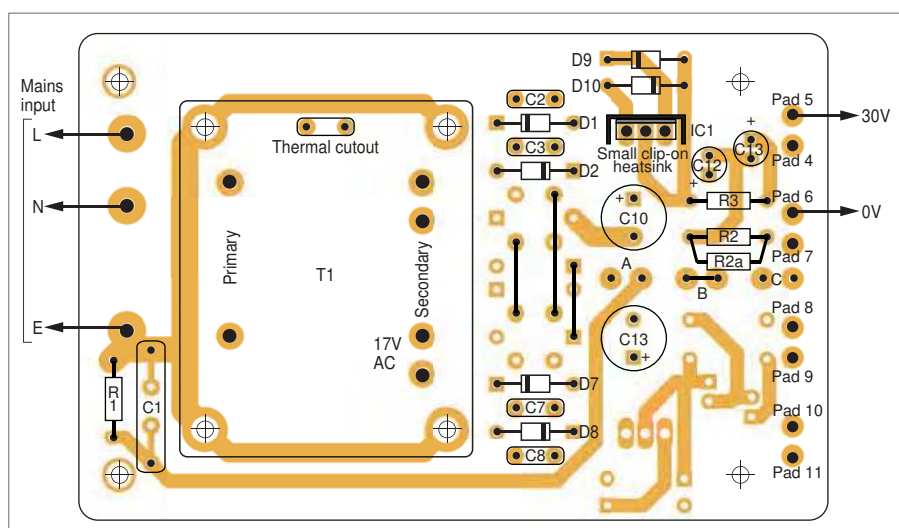 Mains
input
L
N
E
R
1
C1
Thermal cutout
Primary
T1
Secondary
17V
AC
C2
D1
C3
D2
D7
C7
D8
C8
D9
D10
IC1
Small clip-on
heatsink
+
C10
+
C12
+
C13
R3
R2
R2a
A
B
C
C13
+
Pad 5
30V
Pad 4
Pad 6
0V
Pad 7
Pad 8
Pad 9
Pad 10
Pad 11